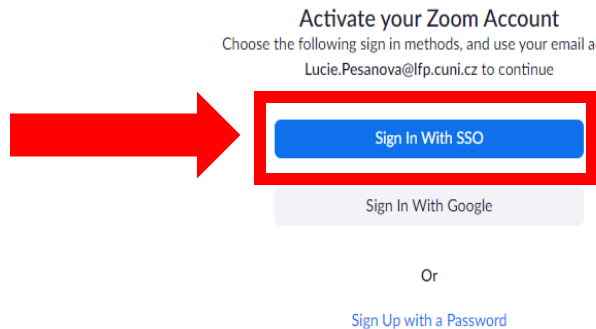 Activate your Zoom Account
Choose the following sign in methods, and use your email a
Lucie.Pesanova@lfp.cuni.cz to continue
Sign In With SSO
Sign In With Google
Or
Sign Up with a Password